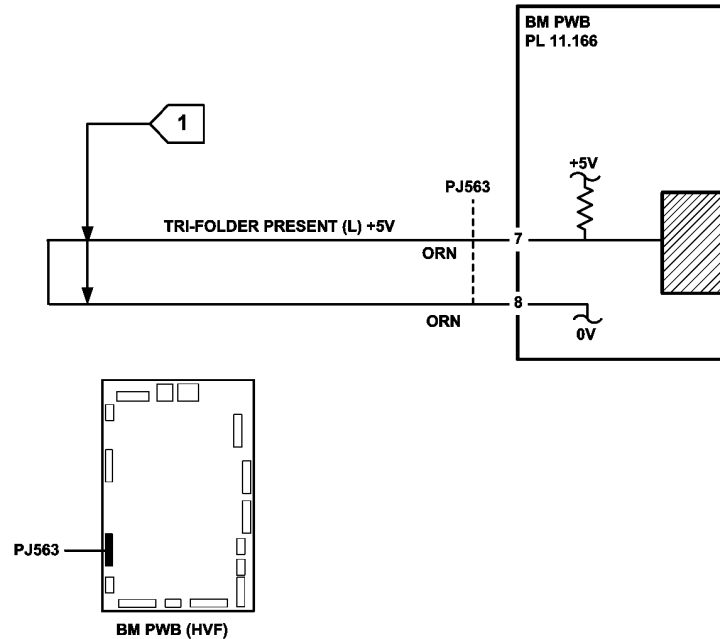 BM PWB
PL 11.166
1
+5V
PJ563
TRI-FOLDER PRESENT (L) +5V
7
ORN
8
ORN
0V
PJ563
BM PWB (HVF)